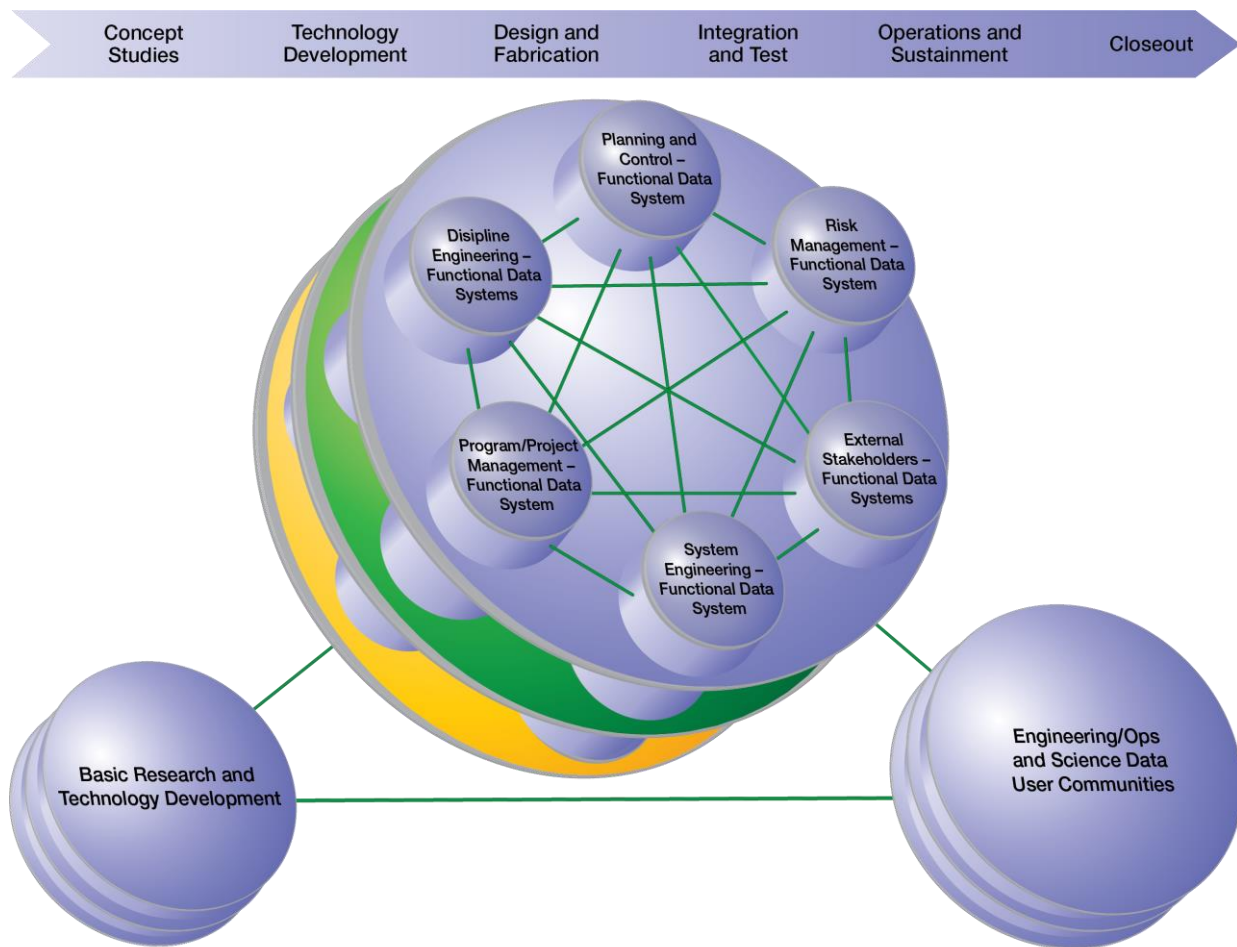 Concept
Studies
Technology
Development
Design and
Fabrication
Integration
and Test
Operations and
Sustainment
Closeout
Planning and
Control –
Functional Data
System
Disipline
Engineering –
Functional Data
Systems
Risk
Management –
Functional Data
System
Program/Project
Management –
Functional Data
System
External
Stakeholders –
Functional Data
Systems
System
Engineering –
Functional Data
System
Basic Research and
Technology Development
Engineering/Ops
and Science Data
User Communities